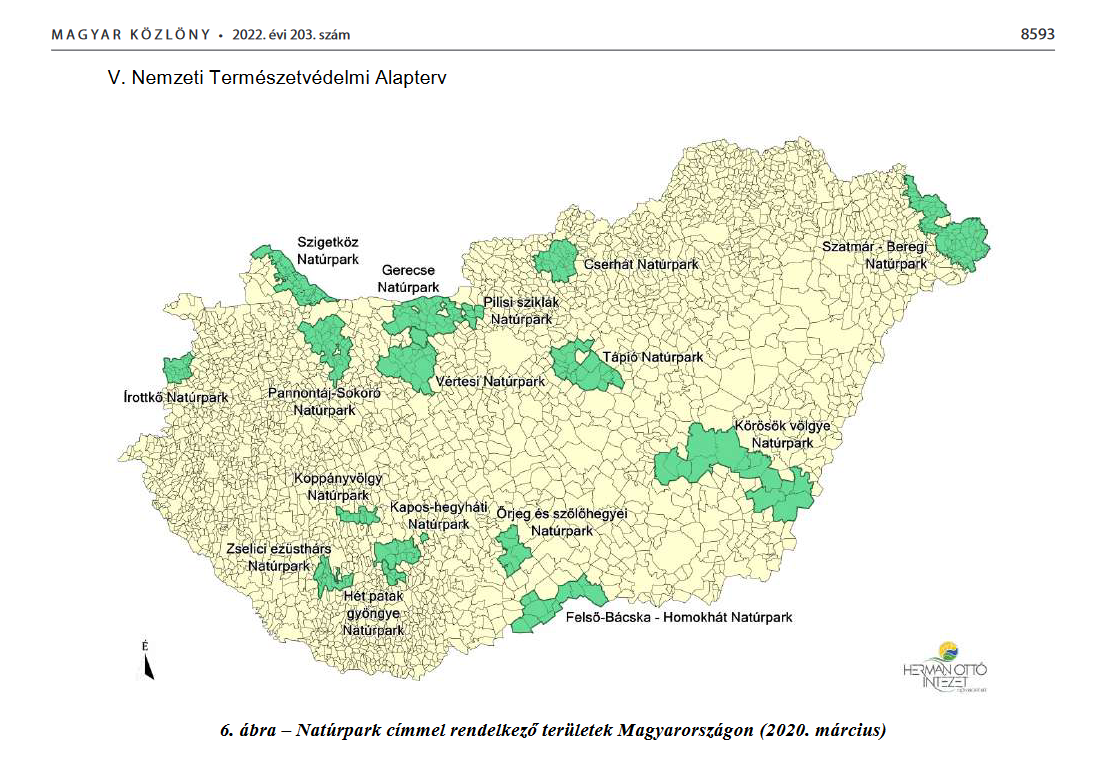 MAGYAR KÖZLÖNY • 2022. évi 203. szám
8593
V. Nemzeti Természetvédelmi Alapterv
Szigetköz
Natúrpark
Gerecse
Natúrpark
Pilisi sziklák
Natúrpark
Cserhát Natúrpark
Szatmár - Beregi
Natúrpark
Írottkő Natúrpark
Pannontáj-Sokoró
Natúrpark
Vértesi Natúrpark
Tápió Natúrpark
Körösök völgye
Natúrpark
Koppányvölgy
Natúrpark
Kapos-hegyháti
Natúrpark
Őrjeg és szőlőhegyei
Natúrpark
Zselici ezüsthárs
Natúrpark
Hét patak
gyöngye
Natúrpark
Felső-Bácska - Homokhát Natúrpark
É
HERMAN OTTÓ
INTÉZET
6. ábra – Natúrpark címmel rendelkező területek Magyarországon (2020. március)